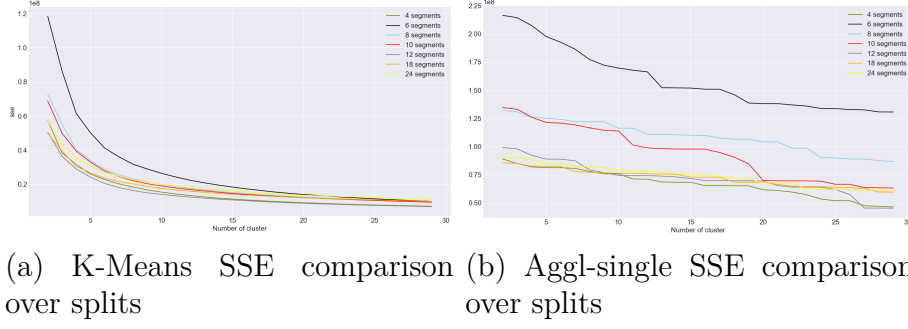 1e8
1.2
1.0
0.8
0.6
0.4
0.2
sse
5
10
15
20
25
30
Number of cluster
4 segments
6 segments
8 segments
10 segments
12 segments
18 segments
24 segments
2.25
1e8
2.00
1.75
1.50
1.25
1.00
0.75
0.50
5
10
15
20
25
30
Number of cluster
4 segments
6 segments
8 segments
10 segments
12 segments
18 segments
24 segments
(a) K-Means SSE comparison
over splits
(b) Aggl-single SSE comparison
over splits